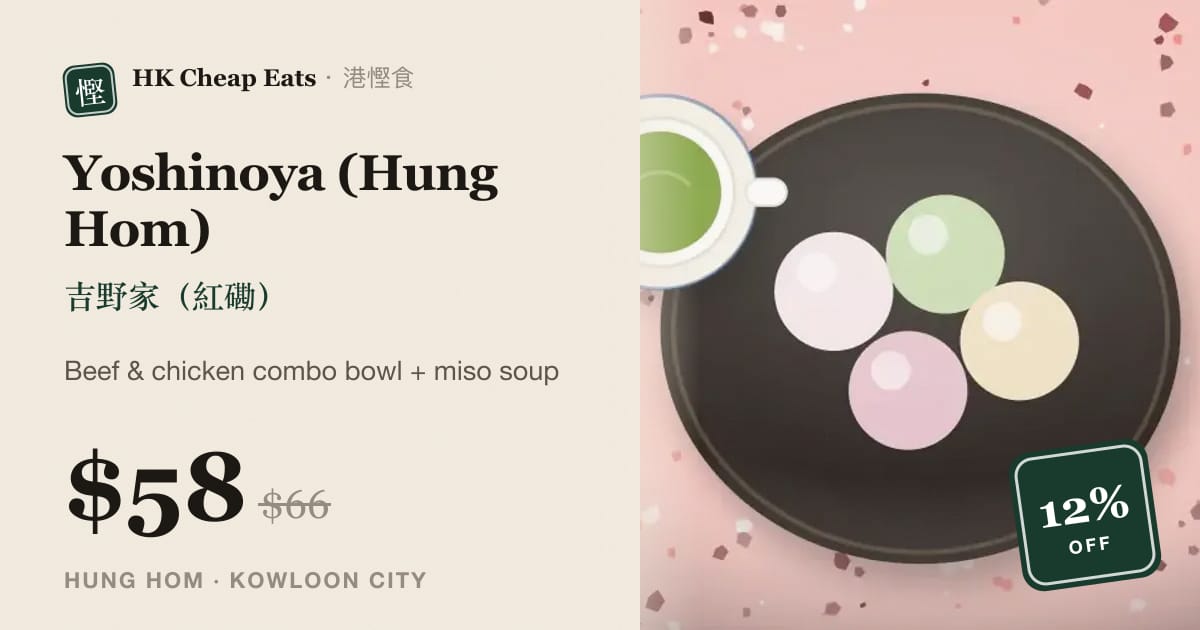 慳
HK Cheap Eats · 港慳食
Yoshinoya (Hung
Hom)
吉野家（紅磡）
Beef & chicken combo bowl + miso soup
$58 $66
HUNG HOM · KOWLOON CITY
12%
OFF